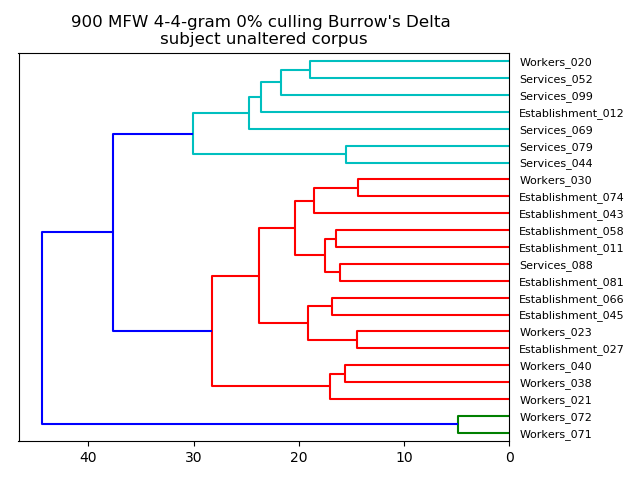 900 MFW 4-4-gram 0% culling Burrow's Delta
subject unaltered corpus
Workers_020
Services_052
Services_099
Establishment_012
Services_069
Services_079
Services_044
Workers_030
Establishment_074
Establishment_043
Establishment_058
Establishment_011
Services_088
Establishment_081
Establishment_066
Establishment_045
Workers_023
Establishment_027
Workers_040
Workers_038
Workers_021
Workers_072
Workers_071
40 30 20 10 0